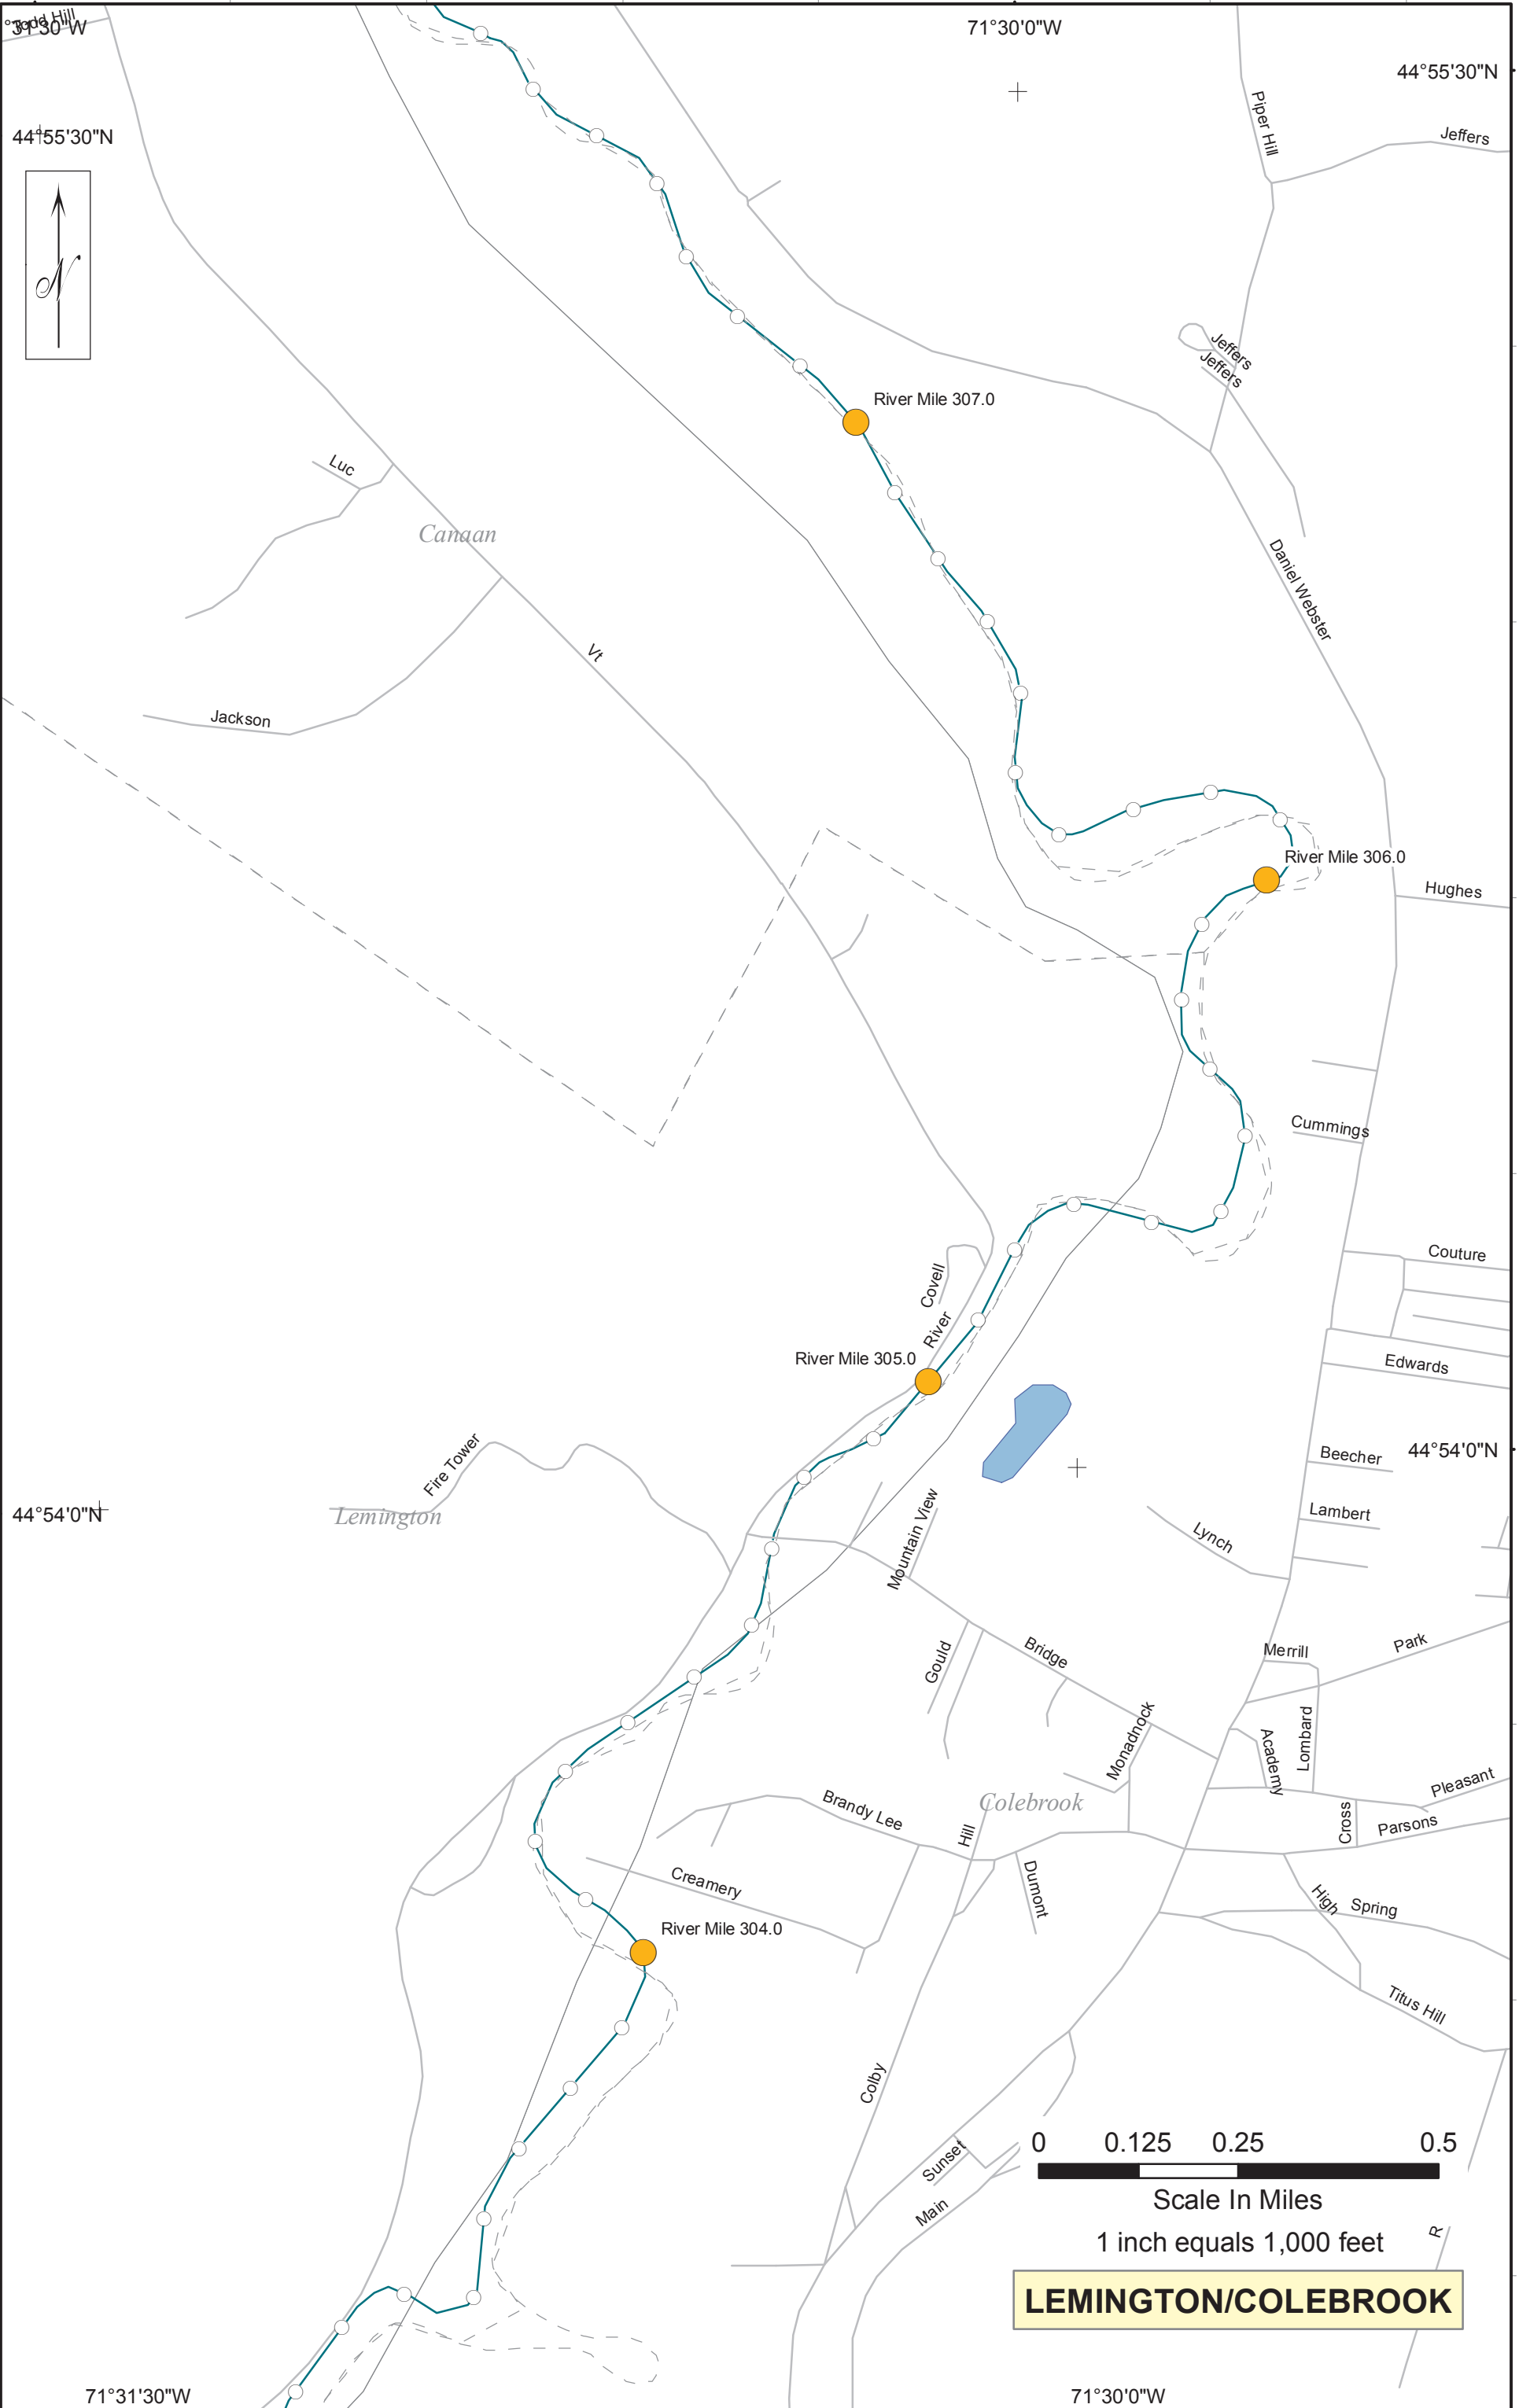 Todd Hill
°31'30"W
71°30'0"W
44°55'30"N
44°55'30"N
Piper Hill
Jeffers
N
Jeffers
Jeffers
River Mile 307.0
Luc
Canaan
Daniel Webster
Vt
Jackson
River Mile 306.0
Hughes
Cummings
Couture
Covell
River
River Mile 305.0
Edwards
Fire Tower
Beecher
44°54'0"N
44°54'0"N
Lemington
Mountain View
Lambert
Lynch
Gould
Bridge
Merrill
Park
Monadnock
Academy
Lombard
Pleasant
Colebrook
Brandy Lee
Hill
Cross
Parsons
Creamery
Dumont
High
Spring
River Mile 304.0
Titus Hill
Colby
0 0.125 0.25 0.5
Sunset
Scale In Miles
Main
R
1 inch equals 1,000 feet
LEMINGTON/COLEBROOK
71°31'30"W
71°30'0"W